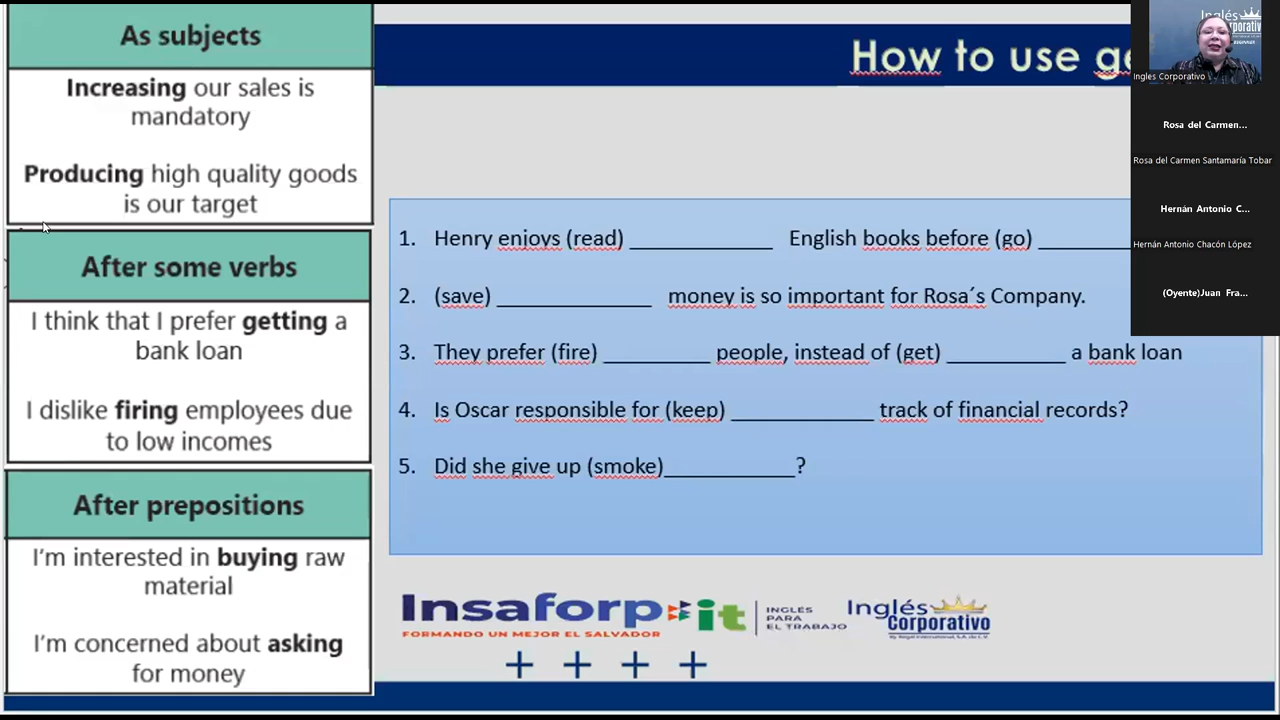 As subjects
Increasing our sales is
mandatory
Producing high quality goods
is our target
After some verbs
I think that I prefer getting a
bank loan
I dislike firing employees due
to low incomes
After prepositions
I'm interested in buying raw
material
I'm concerned about asking
for money
How to use ge
1. Henry enjoys (read) _____________ English books before (go) _________
2. (save) ______________ money is so important for Rosa´s Company.
3. They prefer (fire) __________ people, instead of (get) ___________ a bank loan
4. Is Oscar responsible for (keep) _____________ track of financial records?
5. Did she give up (smoke)____________?
Insaforp it
FORMANDO UN MEJOR EL SALVADOR
INGLES
PARA
EL TRABAJO
Inglés
Corporativo
Inglés
Corporativo
Ingles Corporativo
Rosa del Carmen...
Rosa del Carmen Santamaría Tobar
Hernán Antonio C...
Hernán Antonio Chacón López
(Oyente)Juan Fra...